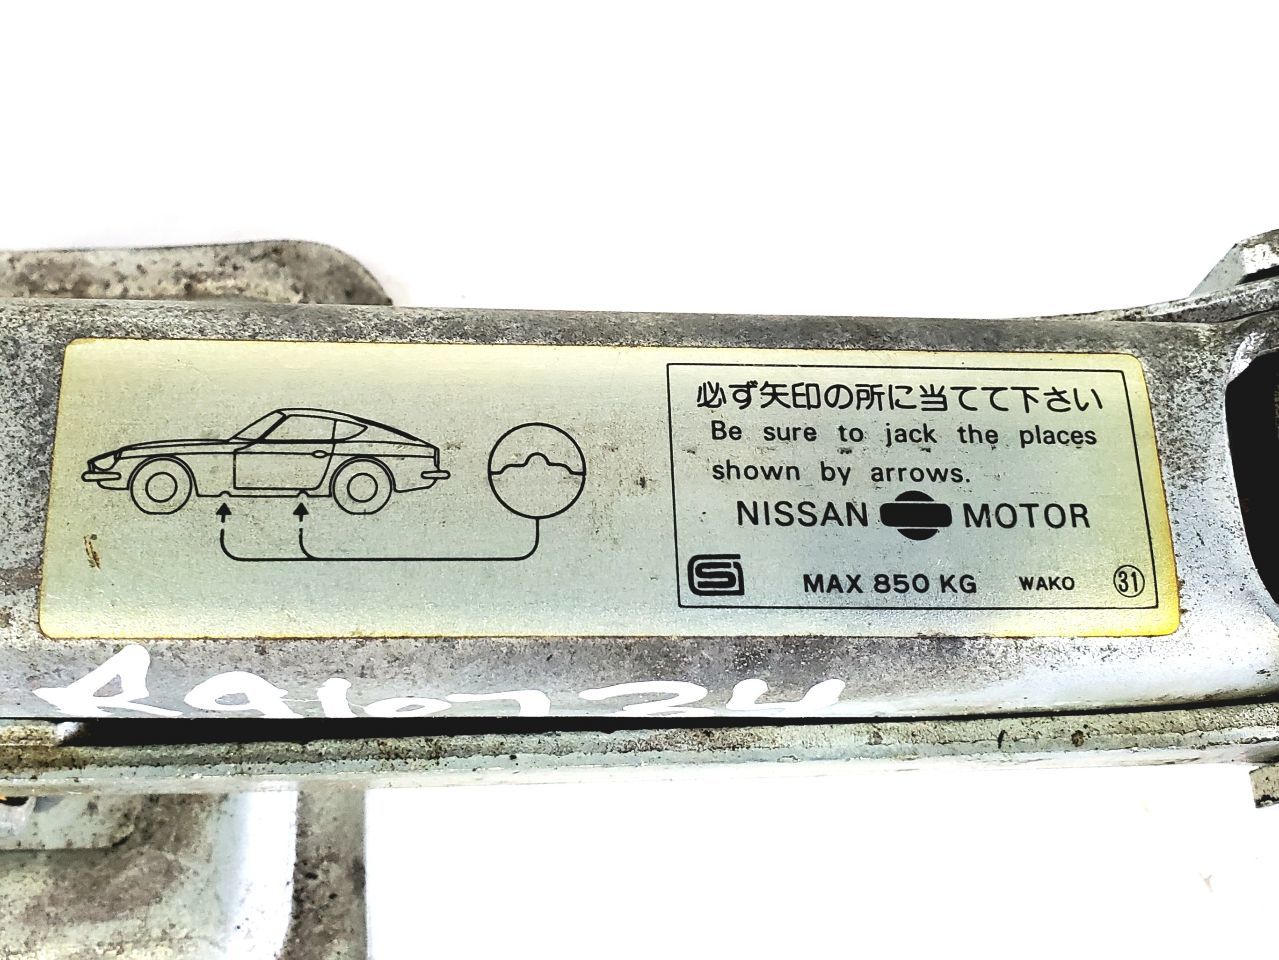 必ず矢印の所に当てて下さい
Be sure to jack the places
shown by arrows.
NISSAN MOTOR
MAX 850 KG WAKO 31